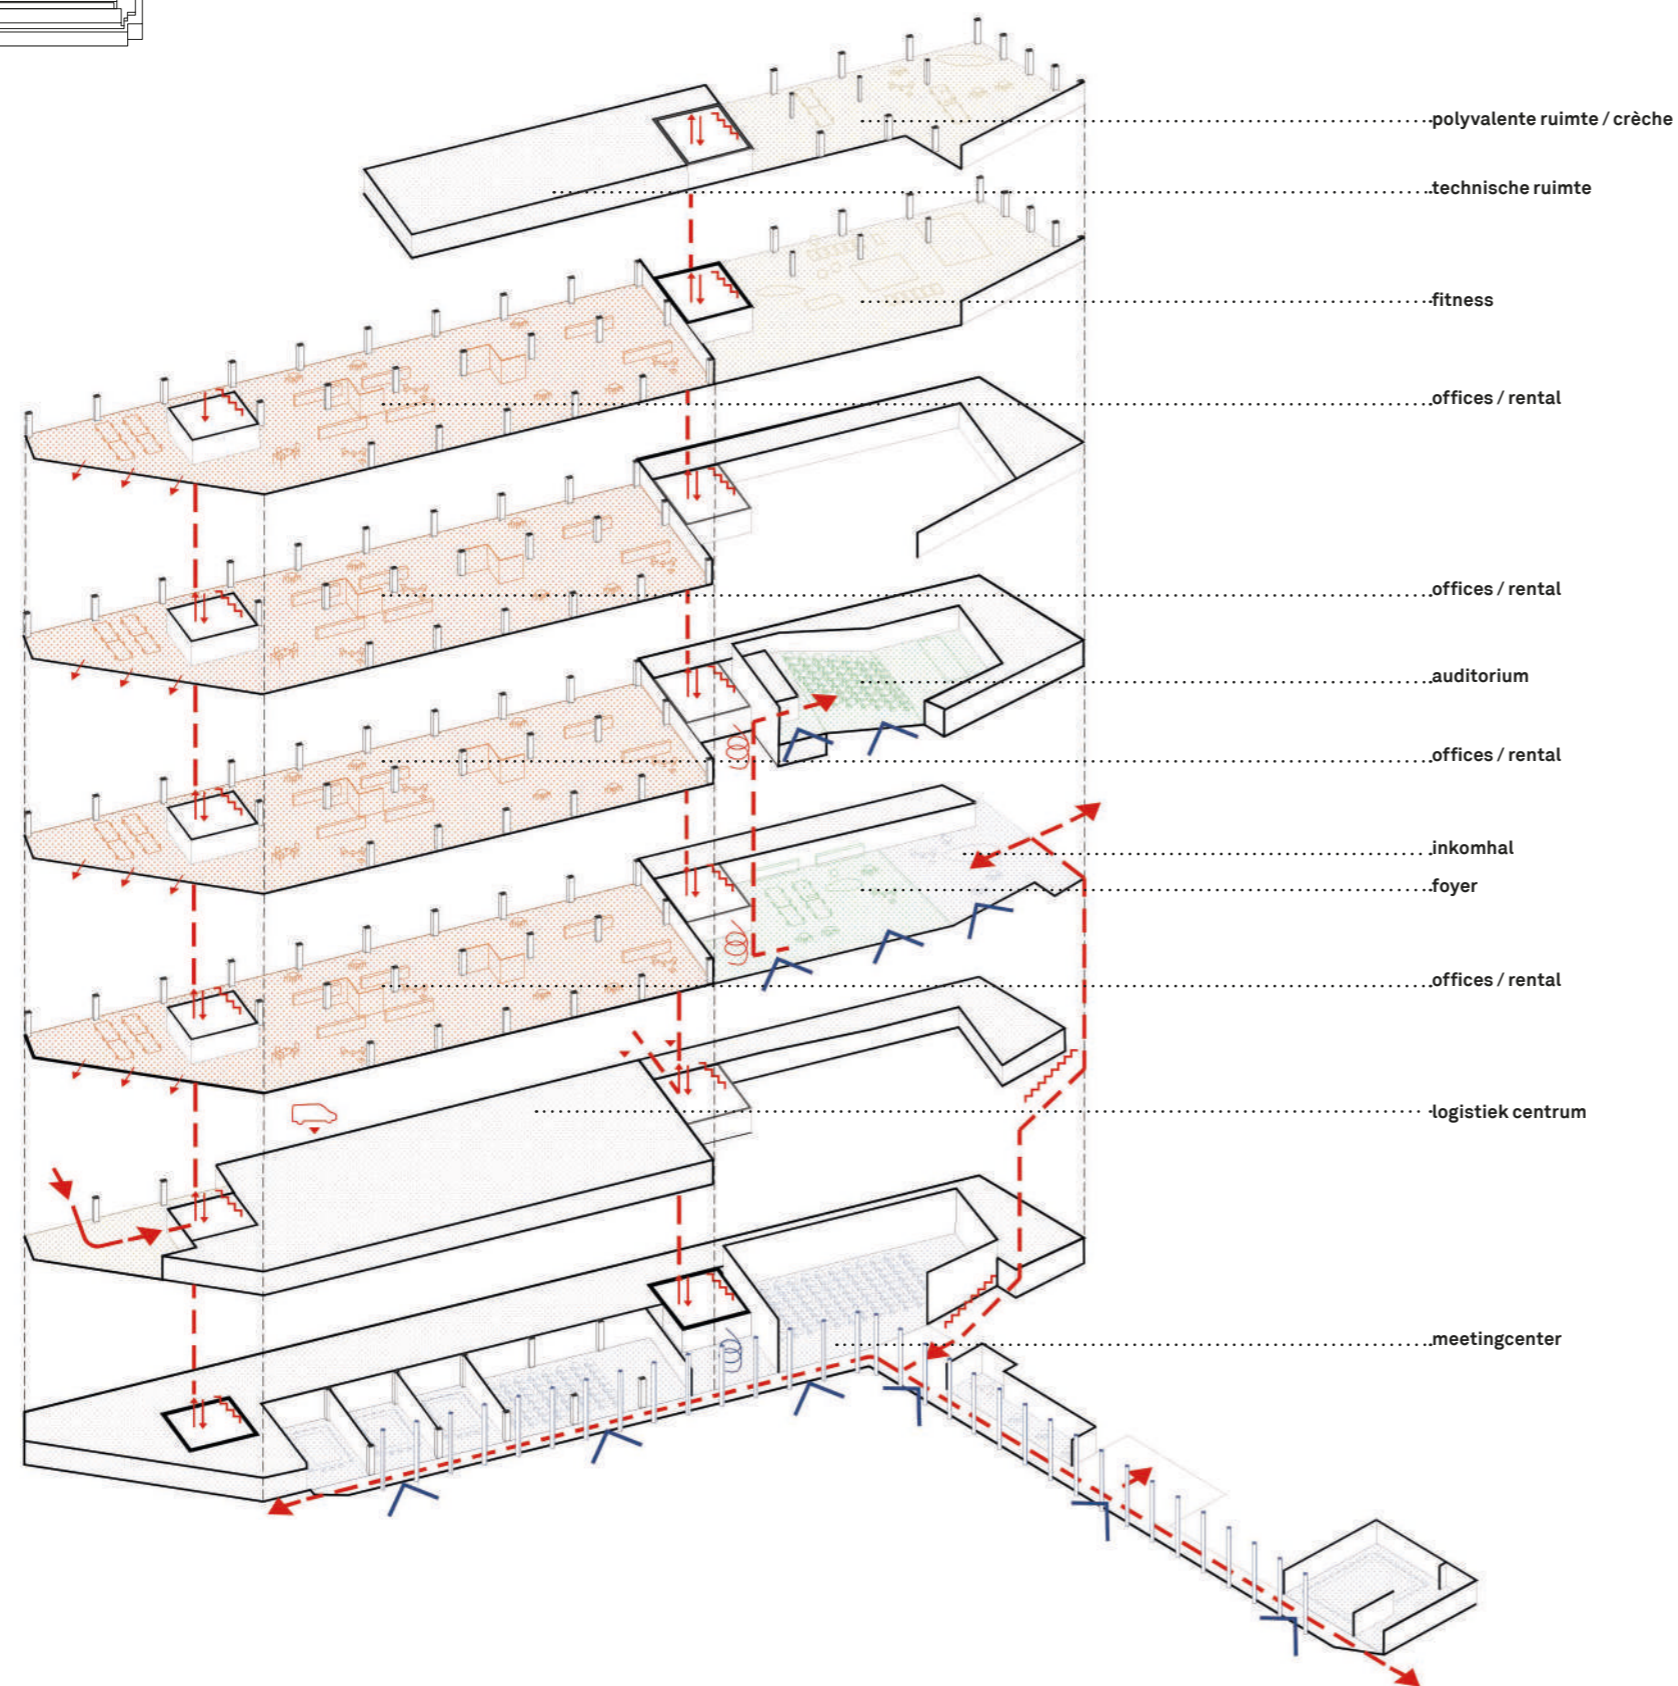 polyvalente ruimte / crèche
technische ruimte
fitness
offices / rental
offices / rental
auditorium
offices / rental
inkomhal
foyer
offices / rental
logistiek centrum
meetingcenter